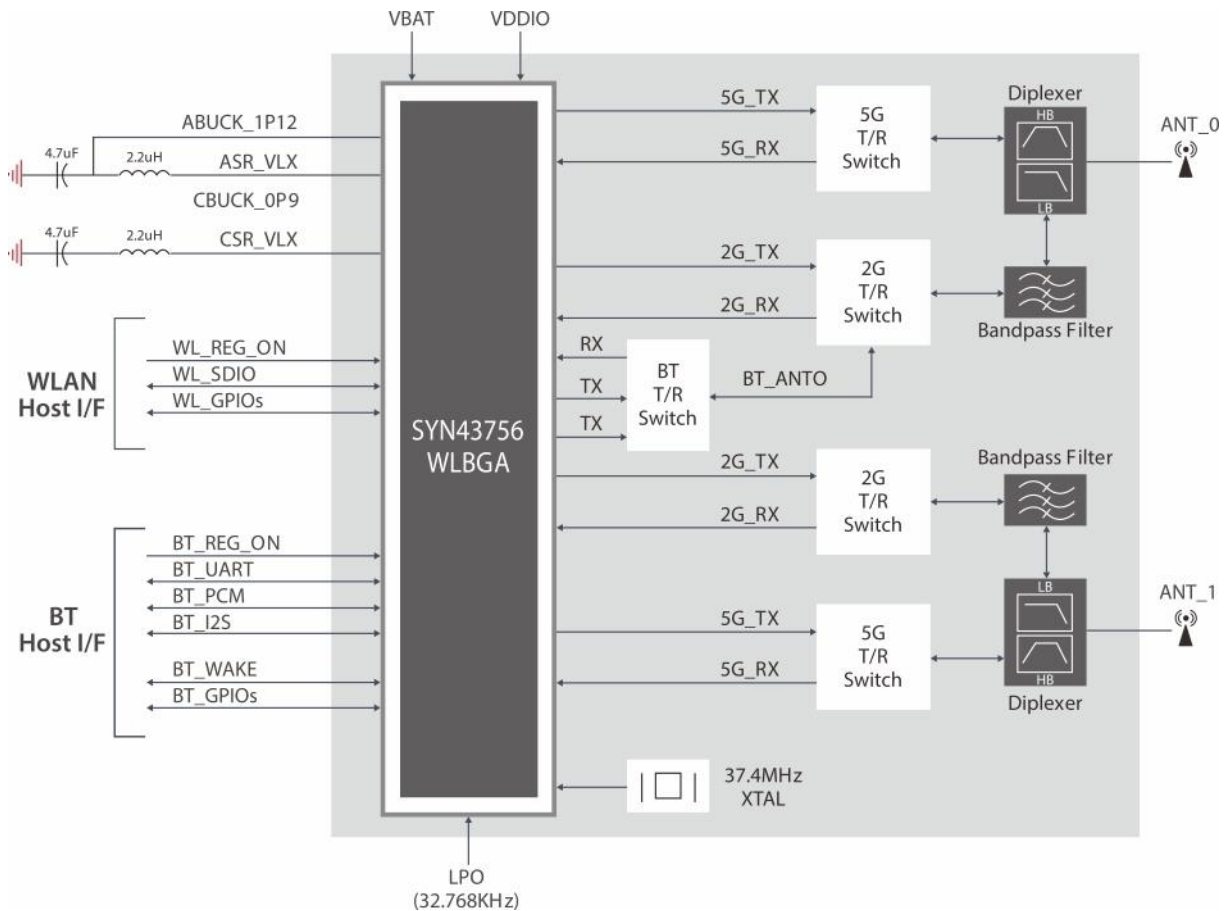 VBAT
VDDIO
ABUCK_1P12
4.7uF
2.2uH
ASR_VLX
CBUCK_0P9
4.7uF
2.2uH
CSR_VLX
WLAN
Host I/F
WL_REG_ON
WL_SDIO
WL_GPIOs
BT
Host I/F
BT_REG_ON
BT_UART
BT_PCM
BT_I2S
BT_WAKE
BT_GPIOs
SYN43756
WLBGA
LPO
(32.768KHz)
5G_TX
5G_RX
5G
T/R
Switch
Diplexer
HB
LB
ANT_0
2G_TX
2G_RX
2G
T/R
Switch
Bandpass Filter
RX
TX
TX
BT
T/R
Switch
BT_ANTO
2G_TX
2G_RX
2G
T/R
Switch
Bandpass Filter
5G_TX
5G_RX
5G
T/R
Switch
LB
HB
Diplexer
ANT_1
37.4MHz
XTAL